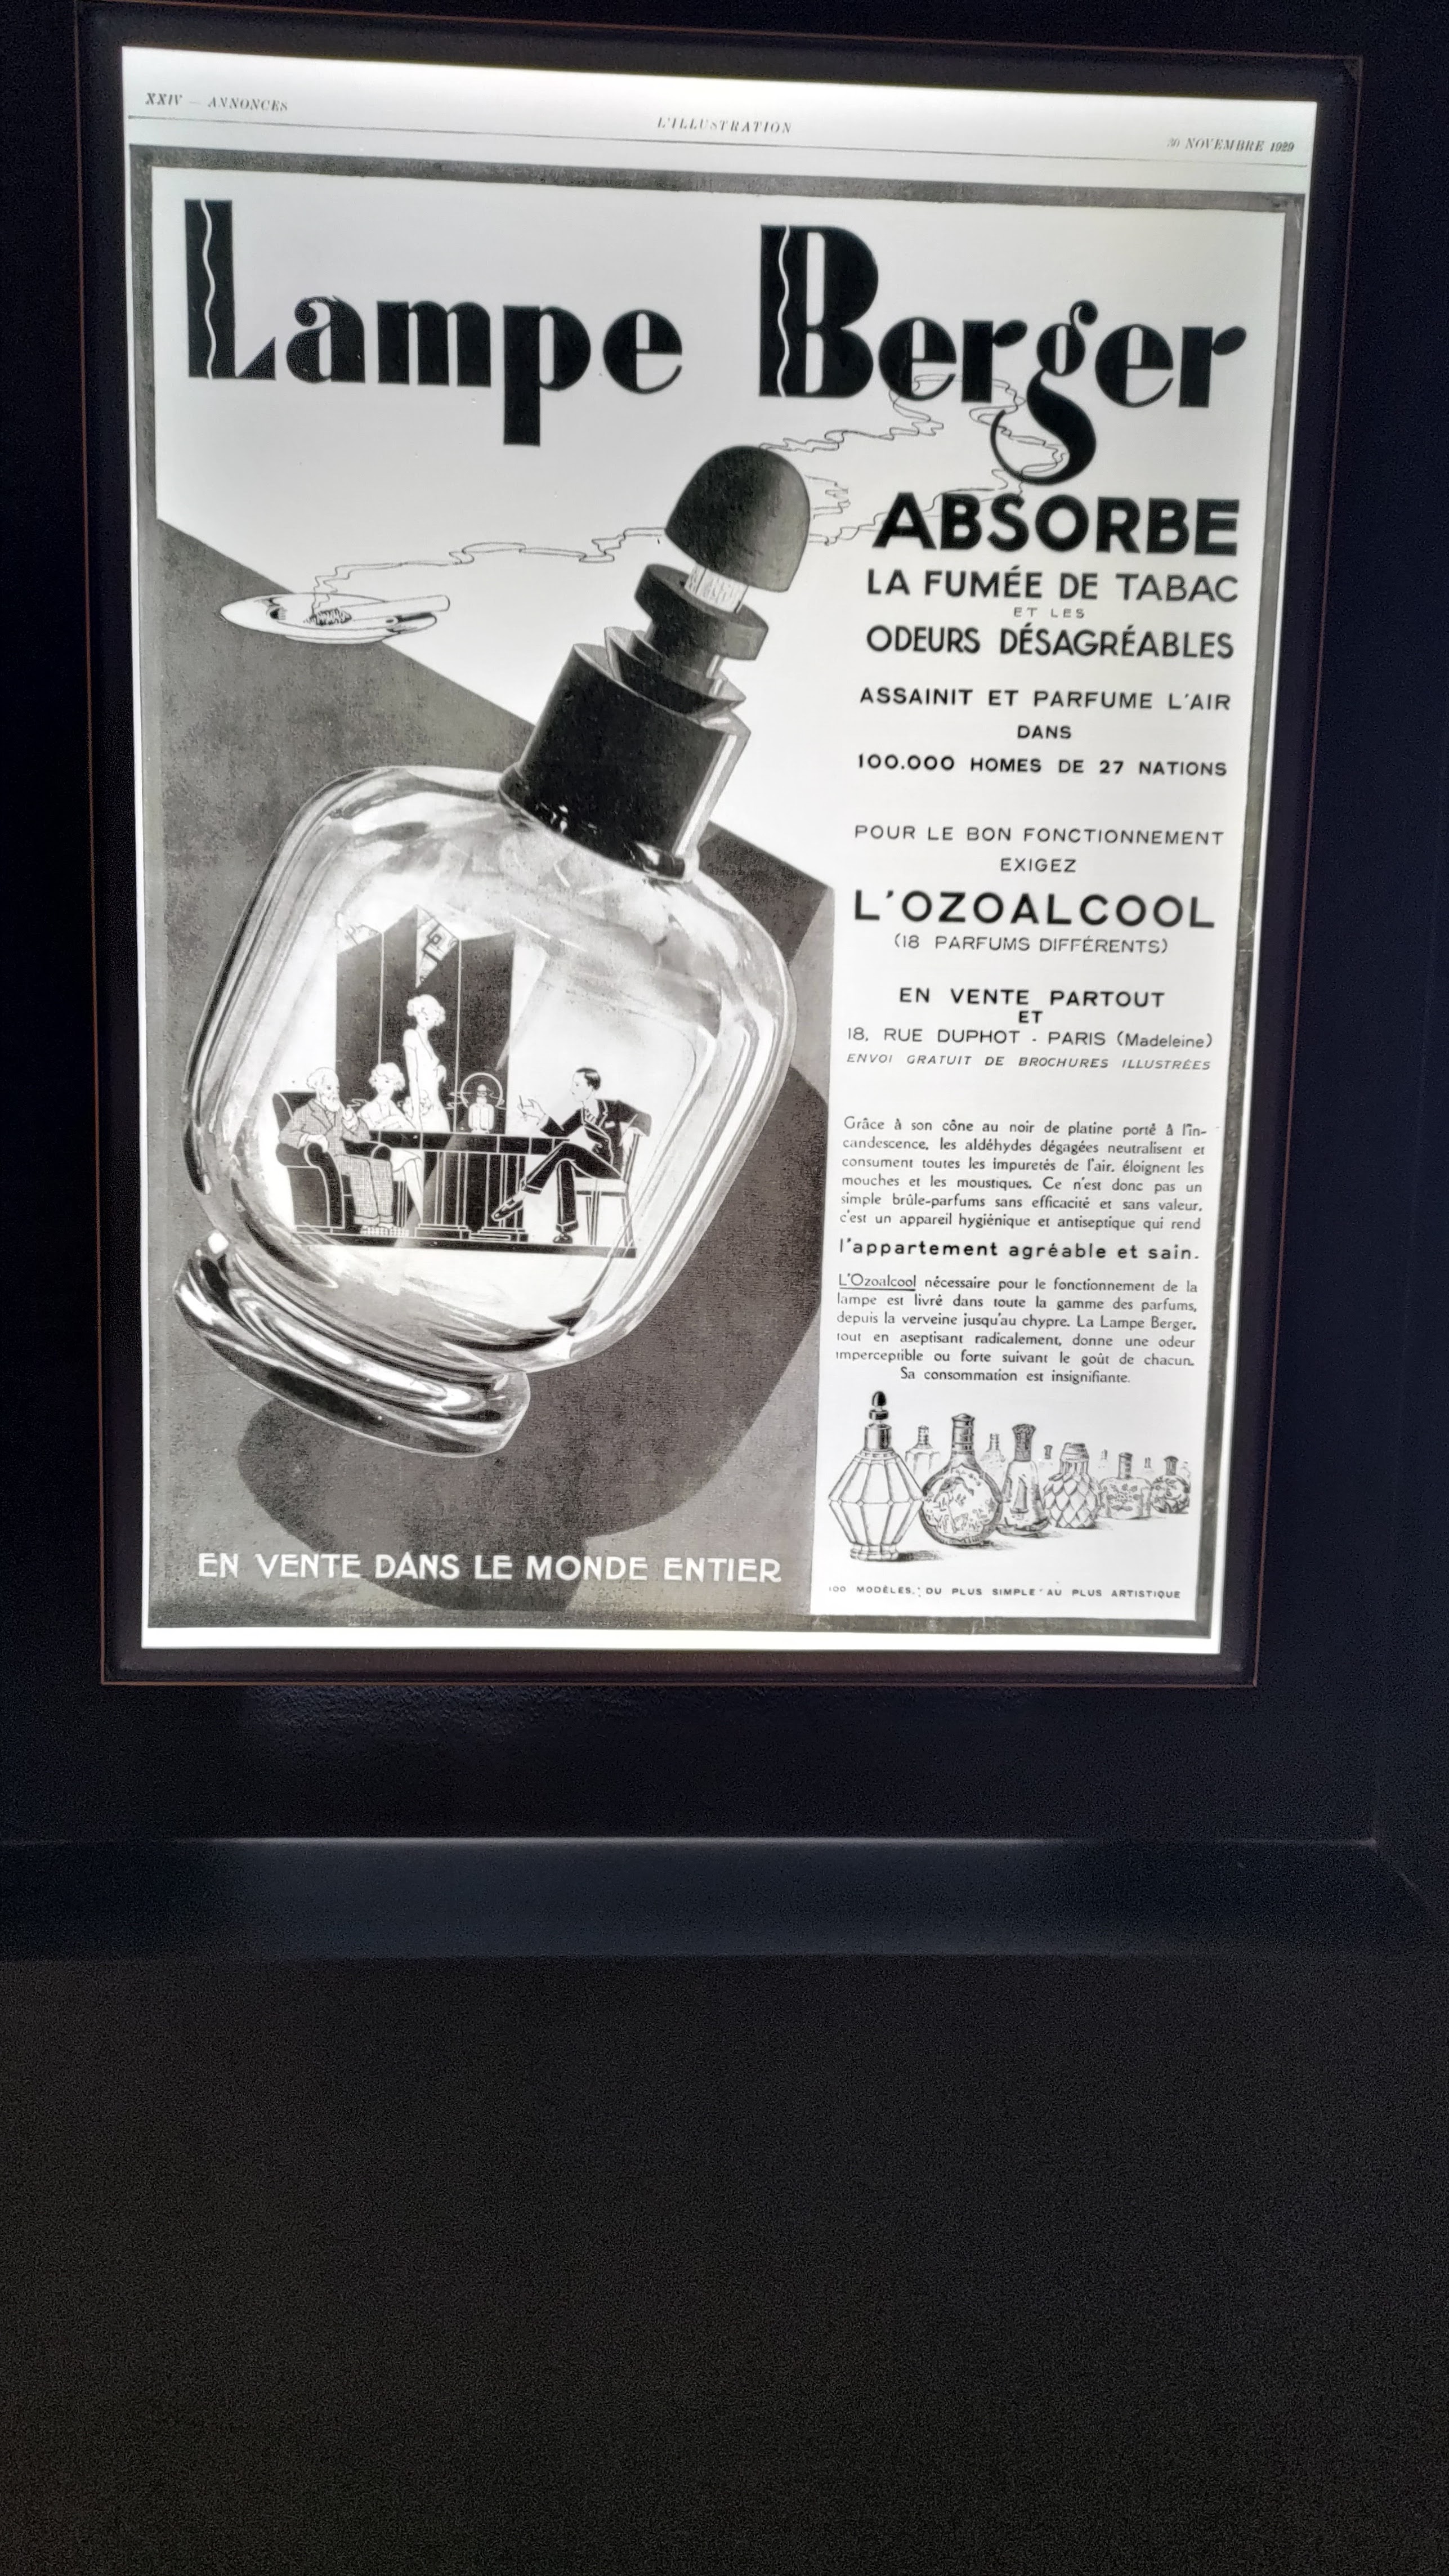 XXIV — ANNONCES
L'ILLUSTRATION
30 NOVEMBRE 1929
Lampe Berger
ABSORBE
LA FUMÉE DE TABAC
ET LES
ODEURS DÉSAGRÉABLES
ASSAINIT ET PARFUME L'AIR
DANS
100.000 HOMES DE 27 NATIONS
POUR LE BON FONCTIONNEMENT
EXIGEZ
L'OZOALCOOL
(18 PARFUMS DIFFÉRENTS)
EN VENTE PARTOUT
ET
18, RUE DUPHOT - PARIS (Madeleine)
ENVOI GRATUIT DE BROCHURES ILLUSTRÉES
Grâce à son cône au noir de platine porté à l'in-
candescence, les aldéhydes dégagées neutralisent et
consument toutes les impuretés de l'air, éloignent les
mouches et les moustiques. Ce n'est donc pas un
simple brûle-parfums sans efficacité et sans valeur,
c'est un appareil hygiénique et antiseptique qui rend
l'appartement agréable et sain.
L'Ozoalcool nécessaire pour le fonctionnement de la
lampe est livré dans toute la gamme des parfums,
depuis la verveine jusqu'au chypre. La Lampe Berger,
tout en aseptisant radicalement, donne une odeur
imperceptible ou forte suivant le goût de chacun.
Sa consommation est insignifiante.
100 MODÈLES, DU PLUS SIMPLE AU PLUS ARTISTIQUE
EN VENTE DANS LE MONDE ENTIER